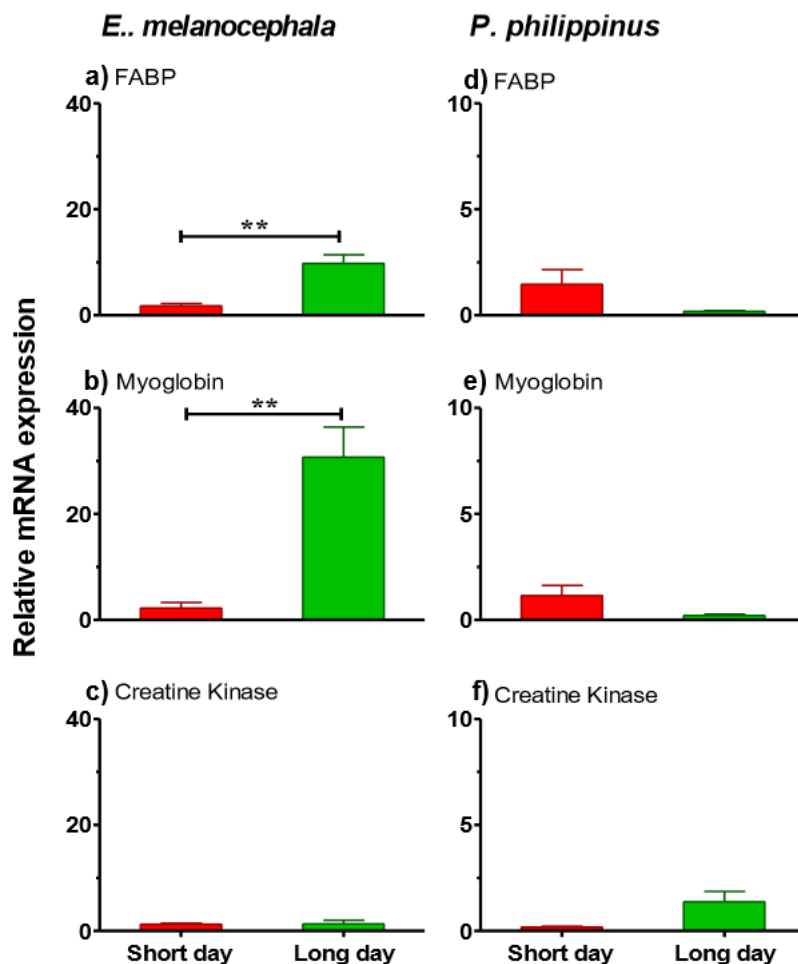 E.. melanocephala
P. philippinus
Relative mRNA expression
a) FABP
40
20
0
**
d) FABP
10
5
0
b) Myoglobin
40
20
0
**
e) Myoglobin
10
5
0
c) Creatine Kinase
40
20
0
Short day
Long day
f) Creatine Kinase
10
5
0
Short day
Long day